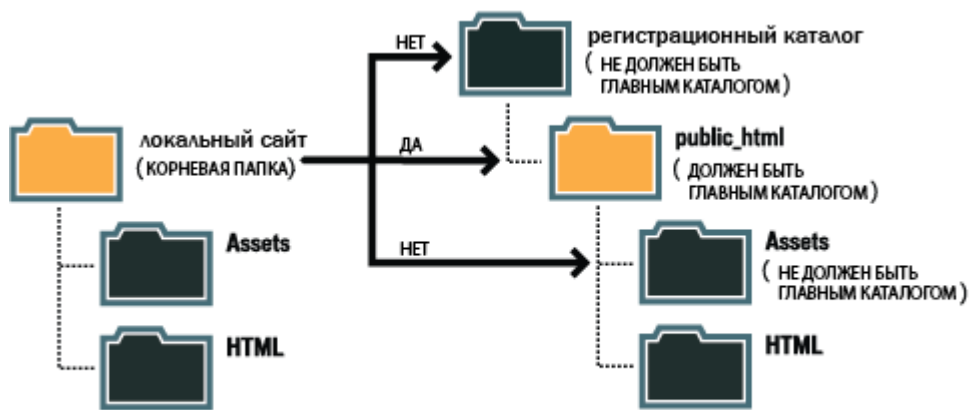 НЕТ
регистрационный каталог
( НЕ ДОЛЖЕН БЫТЬ
ГЛАВНЫМ КАТАЛОГОМ )
локальный сайт
(КОРНЕВАЯ ПАПКА)
ДА
public_html
( ДОЛЖЕН БЫТЬ
ГЛАВНЫМ КАТАЛОГОМ )
Assets
НЕТ
Assets
( НЕ ДОЛЖЕН БЫТЬ
ГЛАВНЫМ КАТАЛОГОМ )
HTML
HTML